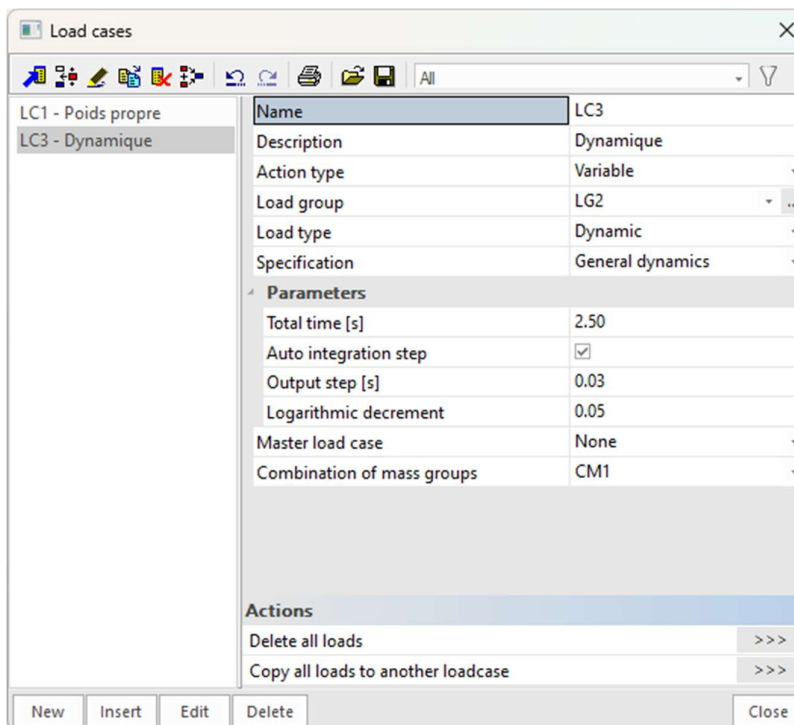 Load cases
All
LC1 - Poids propre
LC3 - Dynamique
Name LC3
Description Dynamique
Action type Variable
Load group LG2 ..
Load type Dynamic
Specification General dynamics
Parameters
Total time [s] 2.50
Auto integration step
Output step [s] 0.03
Logarithmic decrement 0.05
Master load case None
Combination of mass groups CM1
Actions
Delete all loads >>>
Copy all loads to another loadcase >>>
New Insert Edit Delete Close